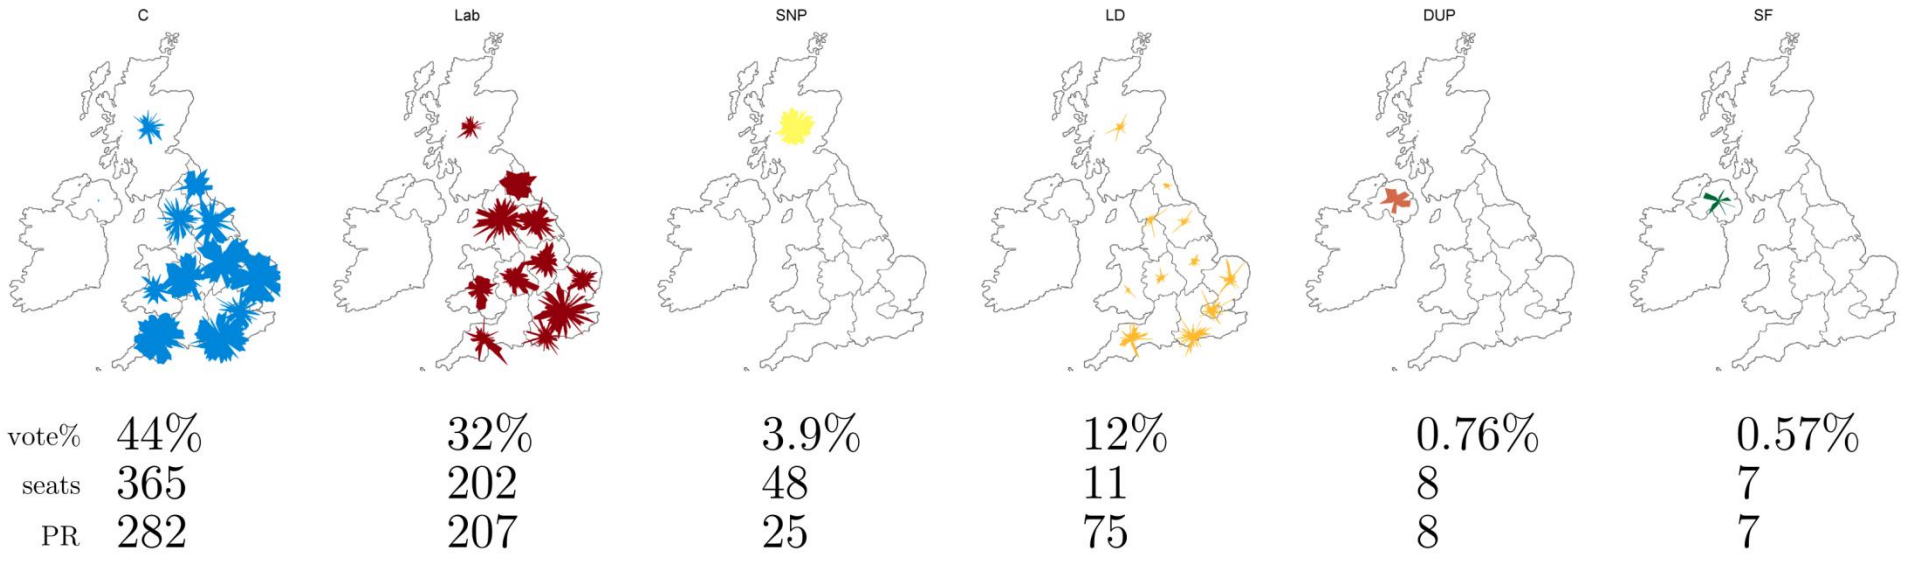 C Lab SNP LD DUP SF
vote% 44% 32% 3.9% 12% 0.76% 0.57%
seats 365 202 48 11 8 7
PR 282 207 25 75 8 7